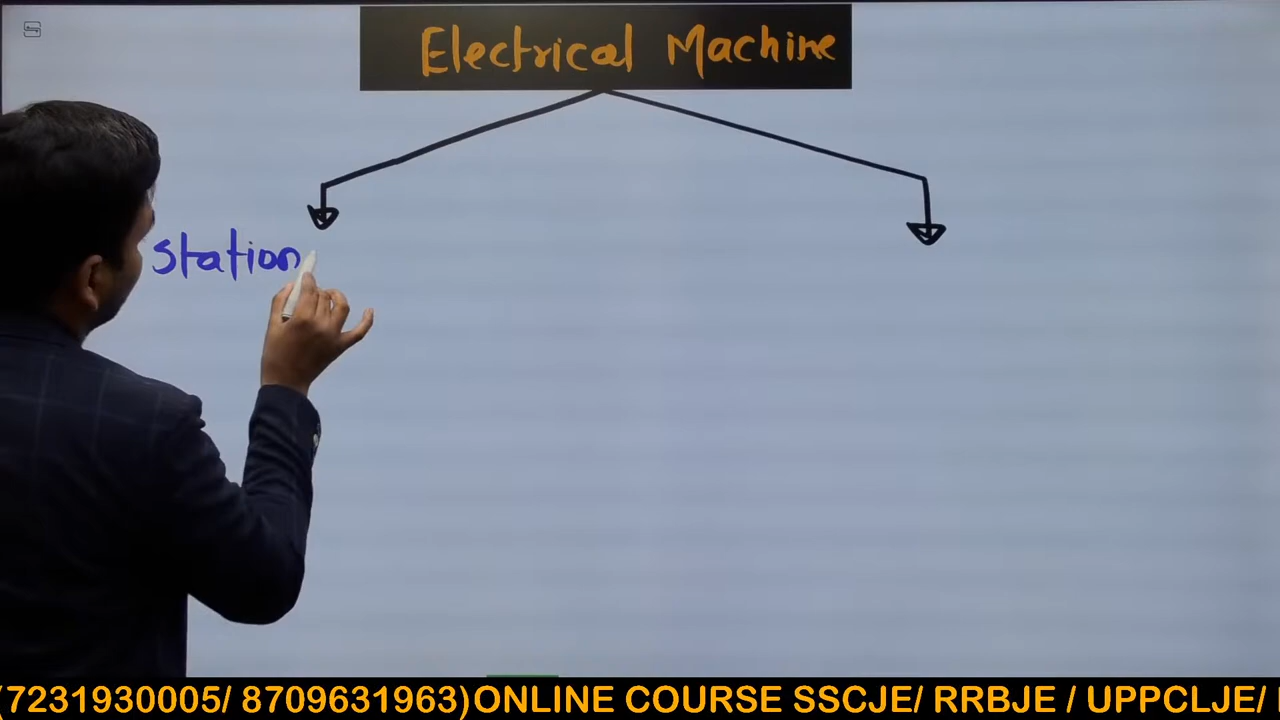 Electrical Machine
Station
(7231930005/ 8709631963)ONLINE COURSE SSCJE/ RRBJE / UPPCLJE/